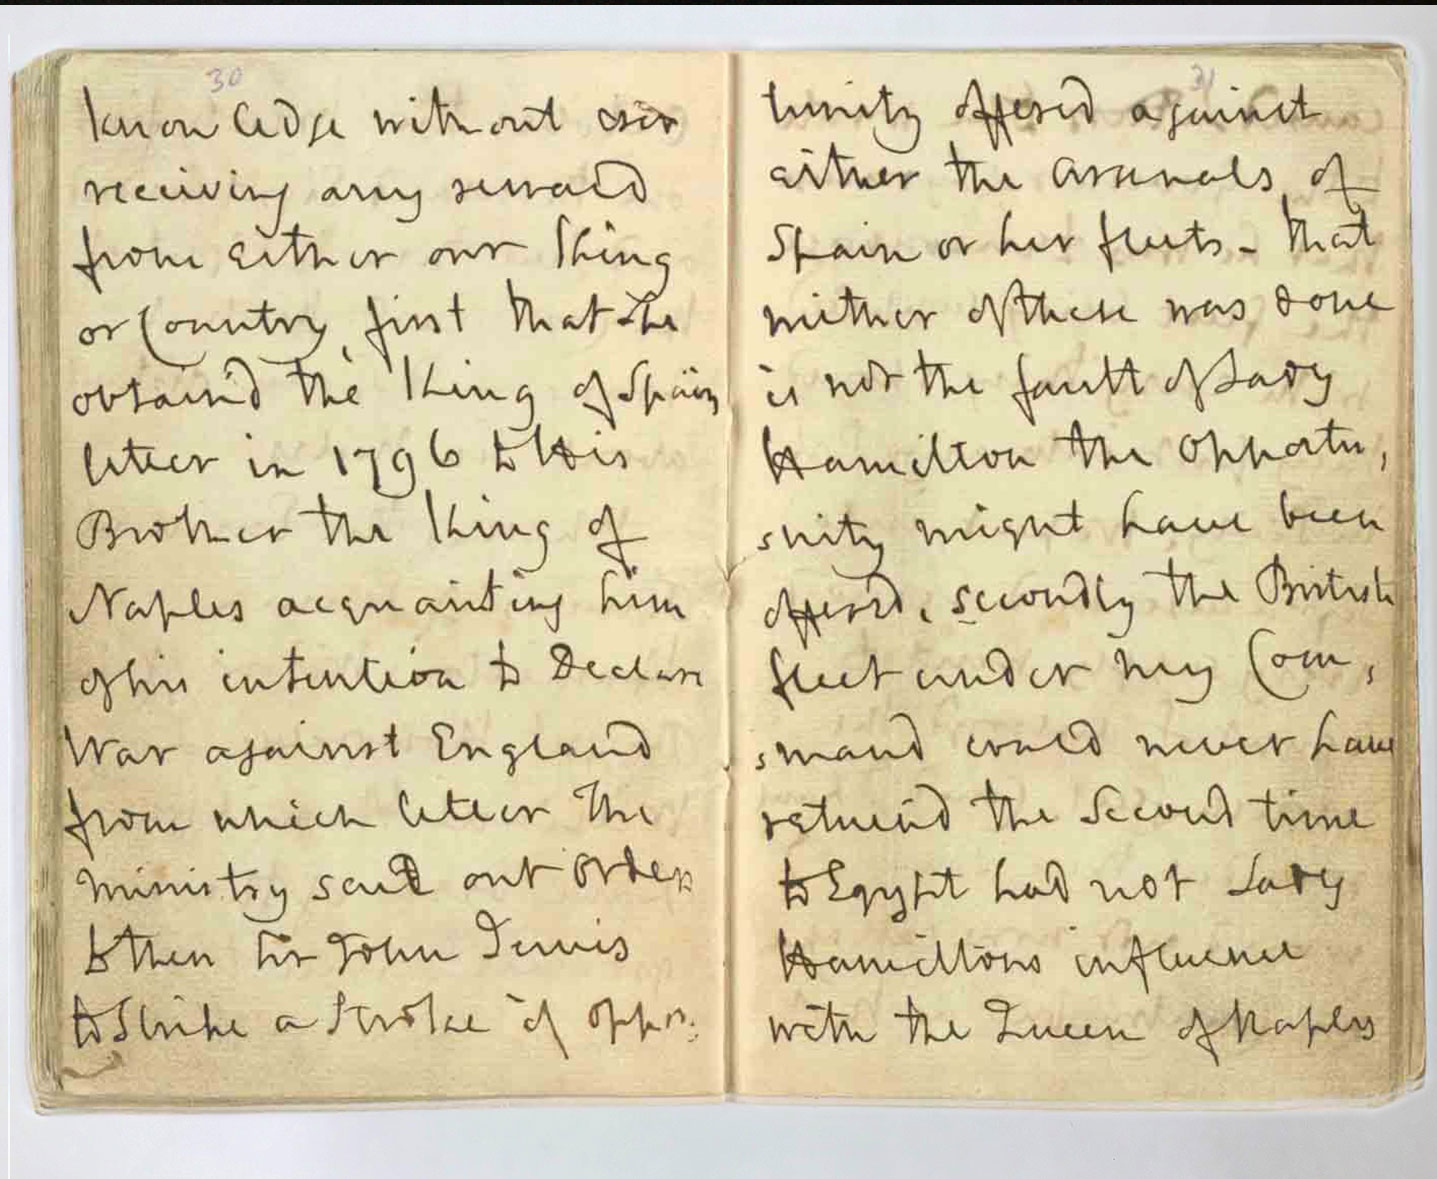 30
knowledge without
receiving any reward
from either our King
or Country, first that She
obtain'd the King of Spain
letter in 1796 to His
Brother the King of
Naples acquainting him
of his intention to Declare
War against England
from which letter The
Ministry sent out Orders
to then Sir John Jervis
to Strike a Stroke if oppor:
31
tunity offered against
either the Arsenals of
Spain or her fleets - that
neither of these was done
is not the fault of Lady
Hamilton the Opportu,
,nity might have been
offered, secondly the British
fleet under my Com,
,mand could never have
return'd the Second time
to Egypt had not Lady
Hamiltons influence
with the Queen of Naples